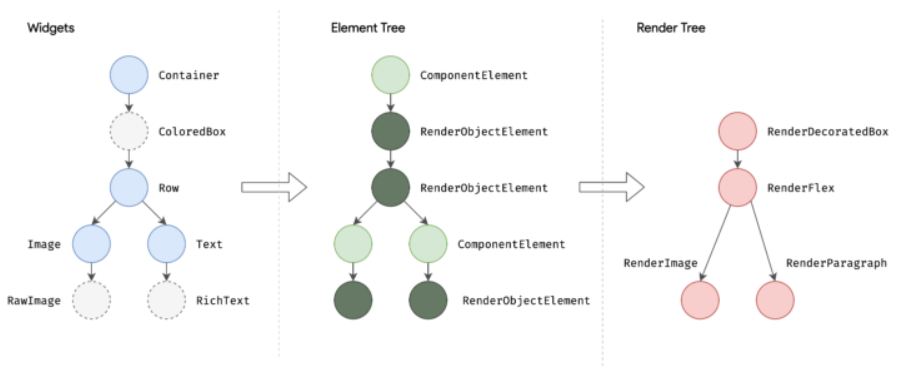 Widgets
Container
ColoredBox
Row
Image
Text
RawImage
RichText
Element Tree
ComponentElement
RenderObjectElement
RenderObjectElement
ComponentElement
RenderObjectElement
Render Tree
RenderDecoratedBox
RenderFlex
RenderImage
RenderParagraph